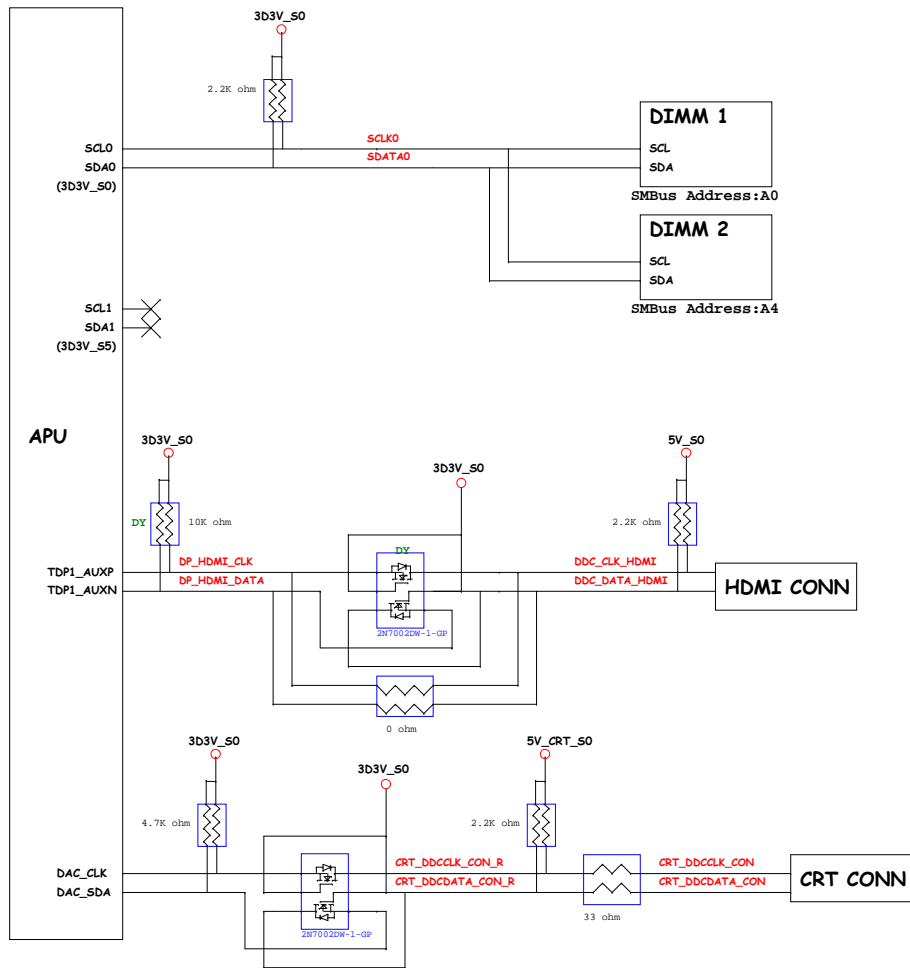 3D3V_S0
2.2K ohm
DIMM 1
SCL0
SCLK0
SCL
SDA0
SDATA0
SDA
(3D3V_S0)
SMBus Address:A0
DIMM 2
SCL
SDA
SCL1
SMBus Address:A4
SDA1
(3D3V_S5)
APU
3D3V_S0
3D3V_S0
5V_S0
DY
10K ohm
2.2K ohm
DY
TDP1_AUXP
DP_HDMI_CLK
DDC_CLK_HDMI
TDP1_AUXN
DP_HDMI_DATA
DDC_DATA_HDMI
HDMI CONN
2N7002DW-1-GP
0 ohm
3D3V_S0
3D3V_S0
5V_CRT_S0
4.7K ohm
2.2K ohm
DAC_CLK
CRT_DDCCLK_CON_R
CRT_DDCCLK_CON
DAC_SDA
CRT_DDCDATA_CON_R
CRT_DDCDATA_CON
CRT CONN
33 ohm
2N7002DW-1-GP